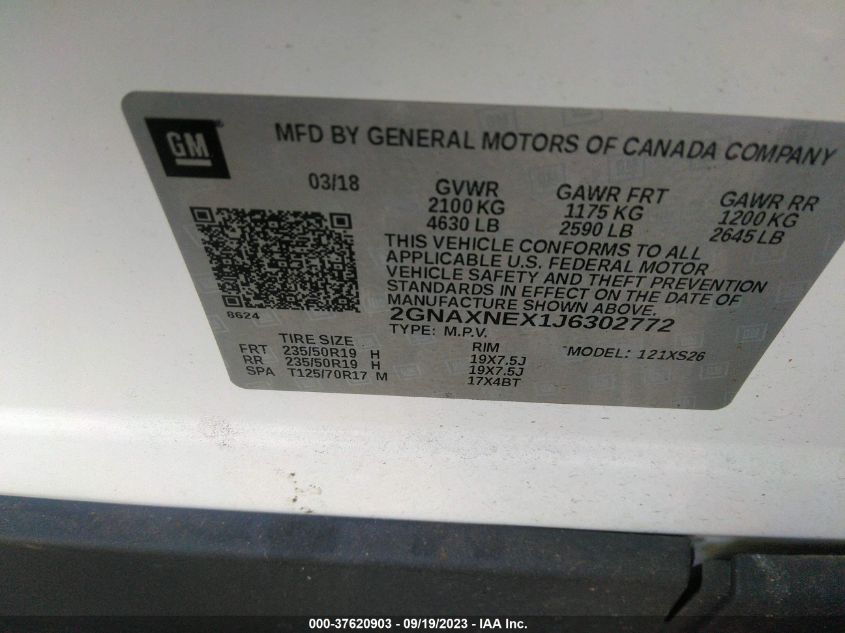 GM
MFD BY GENERAL MOTORS OF CANADA COMPANY
03/18
GVWR GAWR FRT GAWR RR
2100 KG 1175 KG 1200 KG
4630 LB 2590 LB 2645 LB
THIS VEHICLE CONFORMS TO ALL
APPLICABLE U.S. FEDERAL MOTOR
VEHICLE SAFETY AND THEFT PREVENTION
STANDARDS IN EFFECT ON THE DATE OF
MANUFACTURE SHOWN ABOVE.
8624
2GNAXNEX1J6302772
TYPE: M.P.V. MODEL: 121XS26
TIRE SIZE RIM
FRT 235/50R19 H 19X7.5J
RR 235/50R19 H 19X7.5J
SPA T125/70R17 M 17X4BT
000-37620903 - 09/19/2023 - IAA Inc.